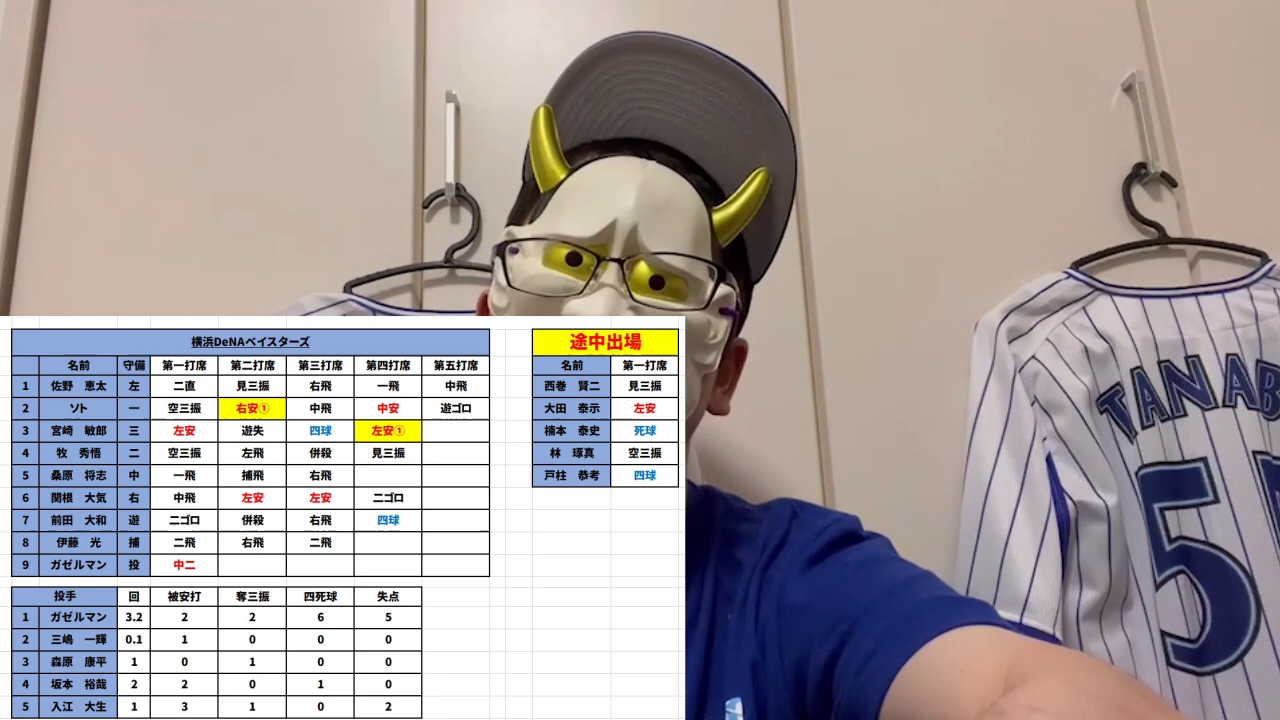 横浜DeNAベイスターズ
名前 守備 第一打席 第二打席 第三打席 第四打席 第五打席
1 佐野 恵太 左 二直 見三振 右飛 一飛 中飛
2 ソト 一 空三振 右安① 中飛 中安 遊ゴロ
3 宮崎 敏郎 三 左安 遊失 四球 左安①
4 牧 秀悟 二 空三振 左飛 併殺 見三振
5 桑原 将志 中 一飛 捕飛 右飛
6 関根 大気 右 中飛 左安 左安 二ゴロ
7 前田 大和 遊 二ゴロ 併殺 右飛 四球
8 伊藤 光 捕 二飛 右飛 二飛
9 ガゼルマン 投 中二
投手 回 被安打 奪三振 四死球 失点
1 ガゼルマン 3.2 2 2 6 5
2 三嶋 一輝 0.1 1 0 0 0
3 森原 康平 1 0 1 0 0
4 坂本 裕哉 2 2 0 1 0
5 入江 大生 1 3 1 0 2
途中出場
名前 第一打席
西巻 賢二 見三振
大田 泰示 左安
楠本 泰史 死球
林 琢真 空三振
戸柱 恭孝 四球
TANAB
5